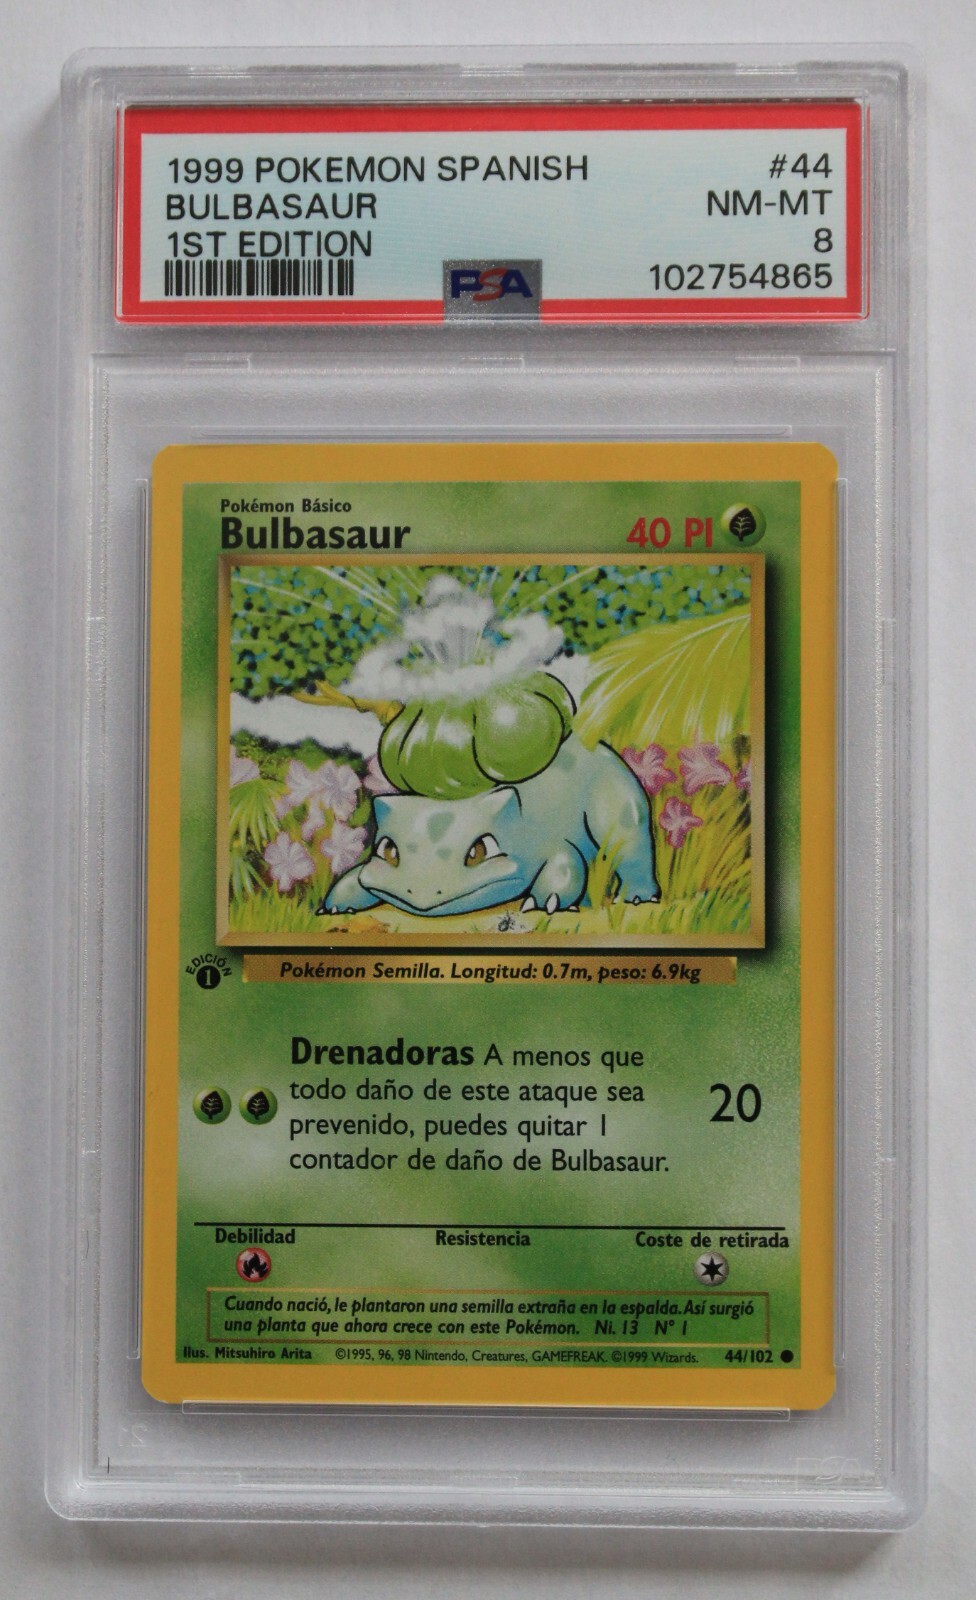 1999 POKEMON SPANISH #44
BULBASAUR NM-MT
1ST EDITION 8
PSA 102754865
Pokémon Básico
Bulbasaur 40 PI
EDICIÓN
1
Pokémon Semilla. Longitud: 0.7m, peso: 6.9kg
Drenadoras A menos que
todo daño de este ataque sea
prevenido, puedes quitar 1
contador de daño de Bulbasaur.
20
Debilidad Resistencia Coste de retirada
Cuando nació, le plantaron una semilla extraña en la espalda. Así surgió
una planta que ahora crece con este Pokémon. Ni. 13 N° 1
Ilus. Mitsuhiro Arita ©1995, 96, 98 Nintendo, Creatures, GAMEFREAK. ©1999 Wizards. 44/102